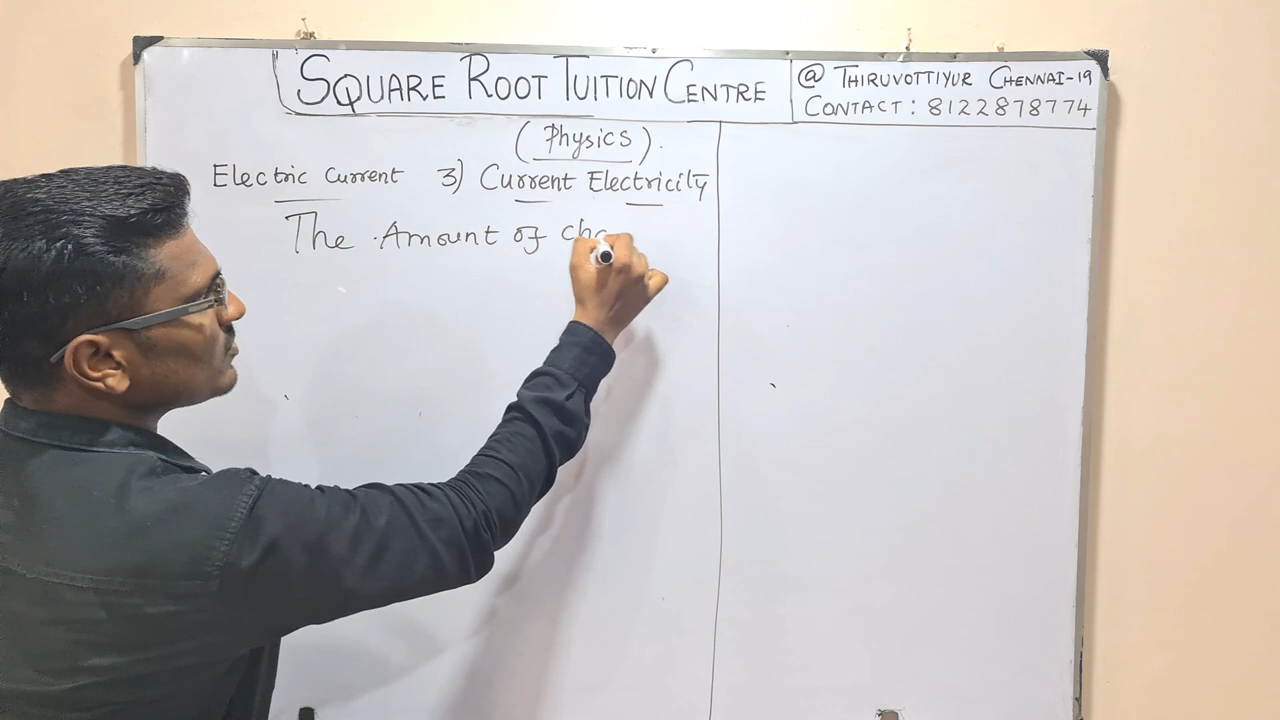 SQUARE ROOT TUITION CENTRE
@ THIRUVOTTIYUR CHENNAI-19
CONTACT: 8122878774
(Physics).
Electric Current 3) Current Electricity
The Amount of cha